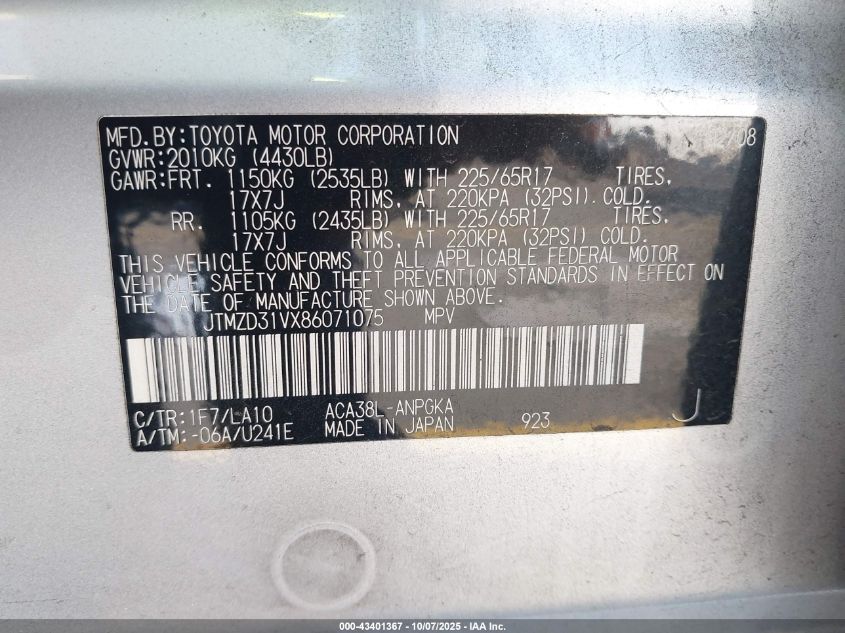 MFD.BY:TOYOTA MOTOR CORPORATION /08
GVWR:2010KG (4430LB)
GAWR:FRT. 1150KG (2535LB) WITH 225/65R17 TIRES,
17X7J RIMS, AT 220KPA (32PSI) COLD.
RR. 1105KG (2435LB) WITH 225/65R17 TIRES,
17X7J RIMS, AT 220KPA (32PSI) COLD.
THIS VEHICLE CONFORMS TO ALL APPLICABLE FEDERAL MOTOR
VEHICLE SAFETY AND THEFT PREVENTION STANDARDS IN EFFECT ON
THE DATE OF MANUFACTURE SHOWN ABOVE.
JTMZD31VX86071075 MPV
C/TR:1F7/LA10 ACA38L-ANPGKA
A/TM:-06A/U241E MADE IN JAPAN 923 J
000-43401367 - 10/07/2025 - IAA Inc.